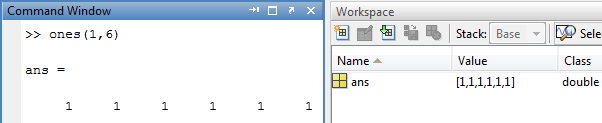 Command Window
>> ones(1,6)
ans =
1 1 1 1 1 1
Workspace
Stack: Base Sele
Name Value Class
ans [1,1,1,1,1,1] double